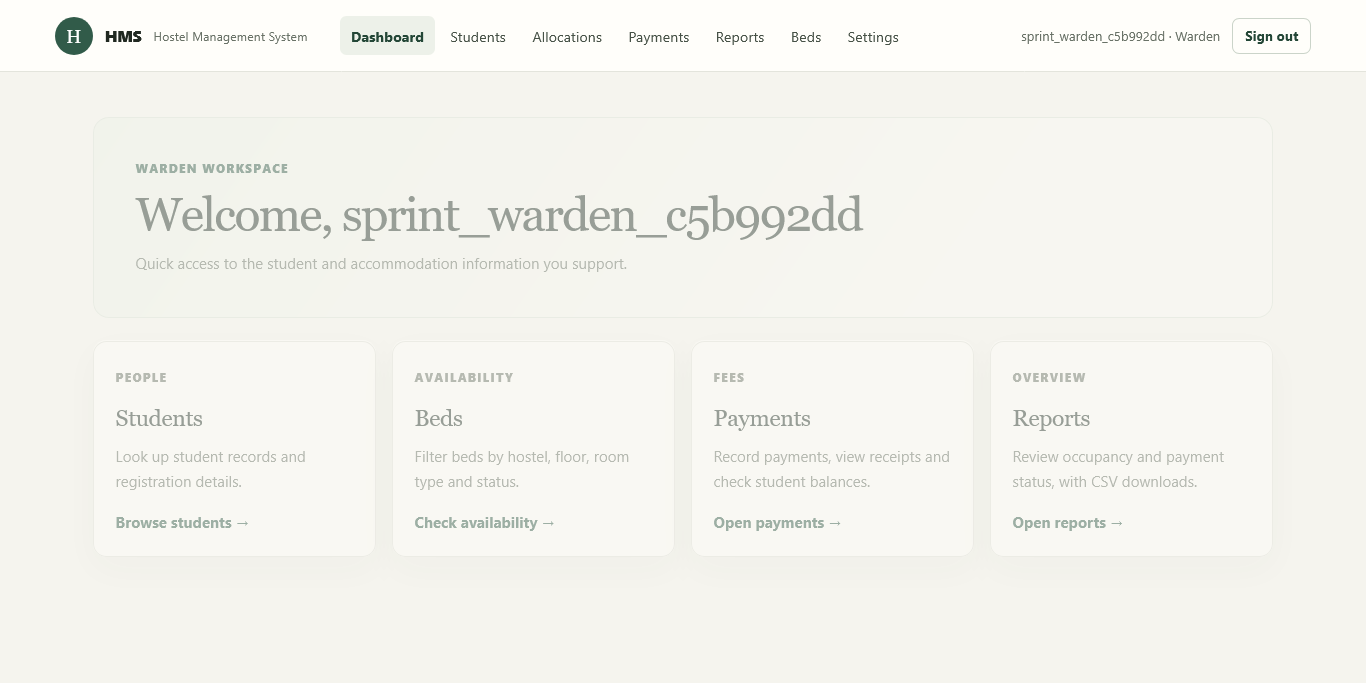 H HMS Hostel Management System Dashboard Students Allocations Payments Reports Beds Settings sprint_warden_c5b992dd · Warden Sign out
WARDEN WORKSPACE
Welcome, sprint_warden_c5b992dd
Quick access to the student and accommodation information you support.
PEOPLE
Students
Look up student records and
registration details.
Browse students →
AVAILABILITY
Beds
Filter beds by hostel, floor, room
type and status.
Check availability →
FEES
Payments
Record payments, view receipts and
check student balances.
Open payments →
OVERVIEW
Reports
Review occupancy and payment
status, with CSV downloads.
Open reports →